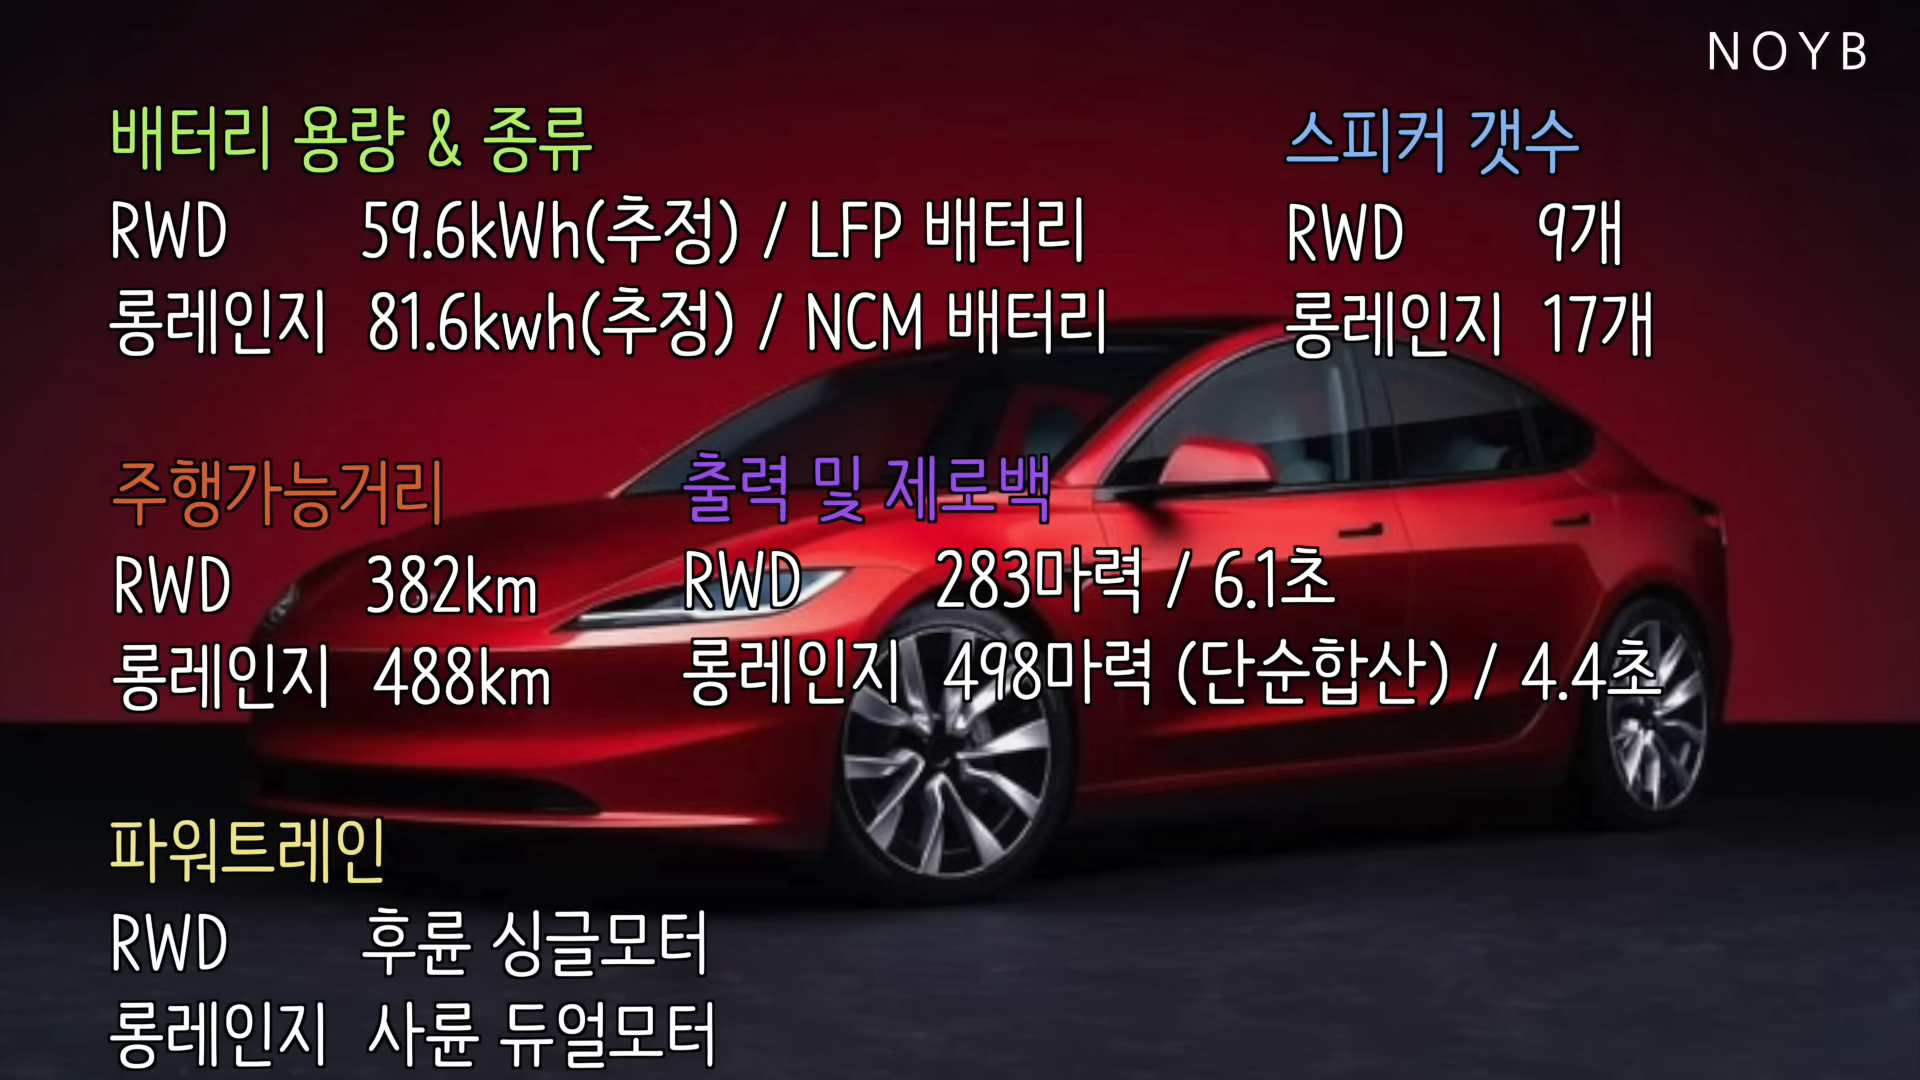 NOYB
배터리 용량 & 종류
RWD 59.6kWh(추정) / LFP 배터리
롱레인지 81.6kwh(추정) / NCM 배터리
스피커 갯수
RWD 9개
롱레인지 17개
주행가능거리
RWD 382km
롱레인지 488km
출력 및 제로백
RWD 283마력 / 6.1초
롱레인지 498마력 (단순합산) / 4.4초
파워트레인
RWD 후륜 싱글모터
롱레인지 사륜 듀얼모터